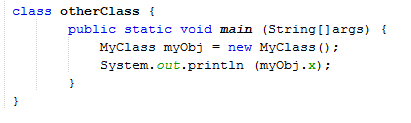 class otherClass {
public static void main (String[]args) {
MyClass myObj = new MyClass();
System.out.println (myObj.x);
}
}